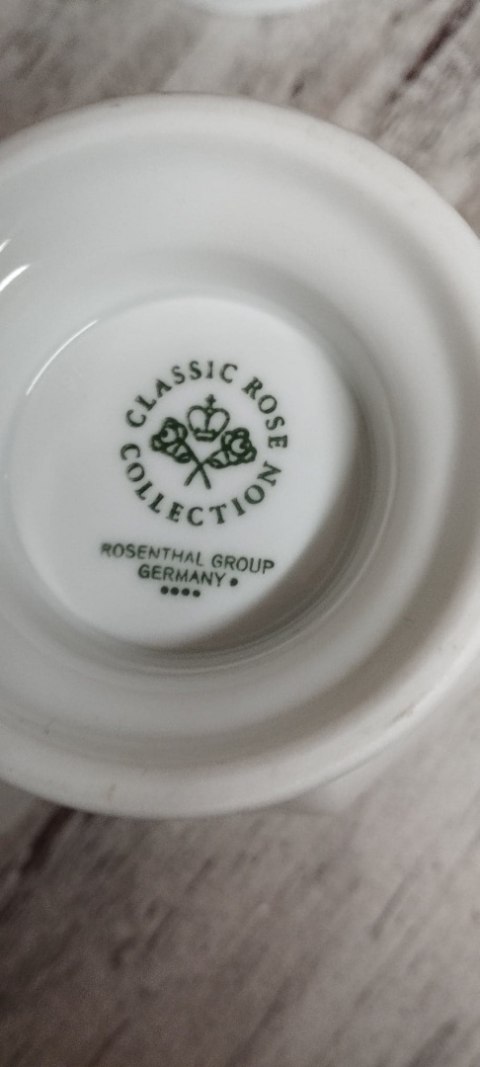 CLASSIC ROSE
COLLECTION
ROSENTHAL GROUP
GERMANY